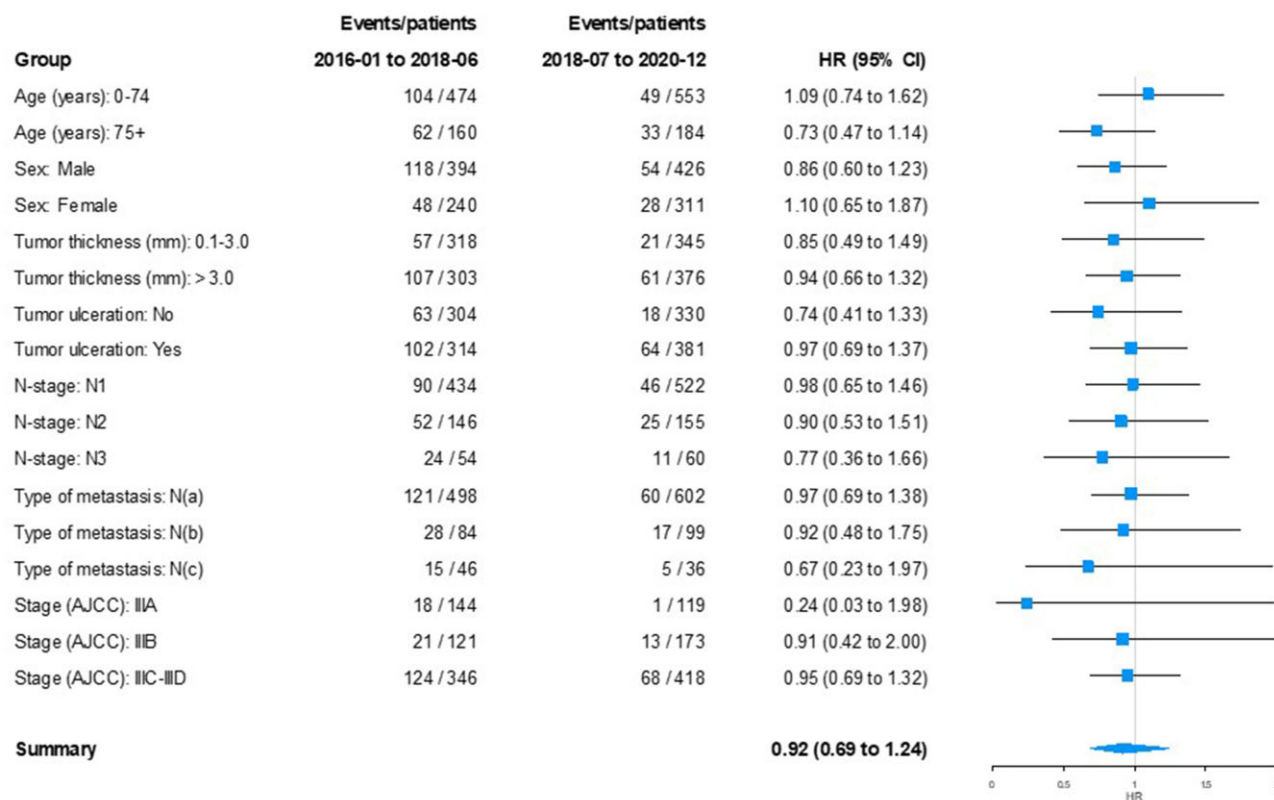 Events/patients Events/patients
Group 2016-01 to 2018-06 2018-07 to 2020-12 HR (95% CI)
Age (years): 0-74 104 / 474 49 / 553 1.09 (0.74 to 1.62)
Age (years): 75+ 62 / 160 33 / 184 0.73 (0.47 to 1.14)
Sex: Male 118 / 394 54 / 426 0.86 (0.60 to 1.23)
Sex: Female 48 / 240 28 / 311 1.10 (0.65 to 1.87)
Tumor thickness (mm): 0.1-3.0 57 / 318 21 / 345 0.85 (0.49 to 1.49)
Tumor thickness (mm): > 3.0 107 / 303 61 / 376 0.94 (0.66 to 1.32)
Tumor ulceration: No 63 / 304 18 / 330 0.74 (0.41 to 1.33)
Tumor ulceration: Yes 102 / 314 64 / 381 0.97 (0.69 to 1.37)
N-stage: N1 90 / 434 46 / 522 0.98 (0.65 to 1.46)
N-stage: N2 52 / 146 25 / 155 0.90 (0.53 to 1.51)
N-stage: N3 24 / 54 11 / 60 0.77 (0.36 to 1.66)
Type of metastasis: N(a) 121 / 498 60 / 602 0.97 (0.69 to 1.38)
Type of metastasis: N(b) 28 / 84 17 / 99 0.92 (0.48 to 1.75)
Type of metastasis: N(c) 15 / 46 5 / 36 0.67 (0.23 to 1.97)
Stage (AJCC): IIIA 18 / 144 1 / 119 0.24 (0.03 to 1.98)
Stage (AJCC): IIIB 21 / 121 13 / 173 0.91 (0.42 to 2.00)
Stage (AJCC): IIIC-IIID 124 / 346 68 / 418 0.95 (0.69 to 1.32)
Summary 0.92 (0.69 to 1.24)
0 0.5 1 1.5
HR